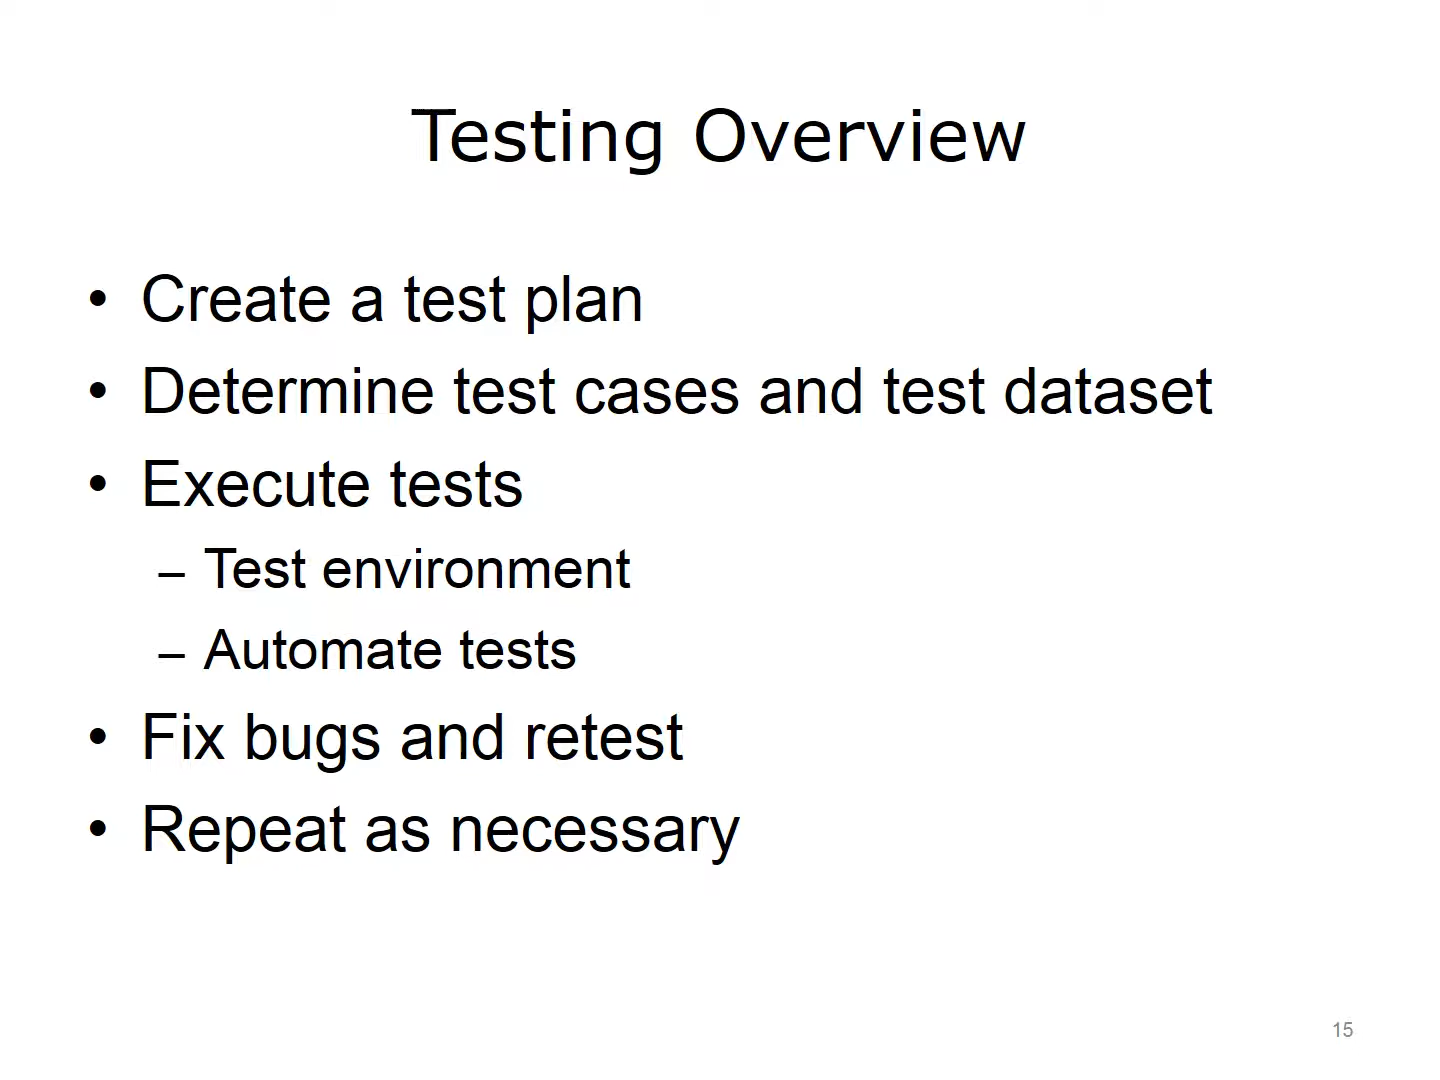 Testing Overview
• Create a test plan
• Determine test cases and test dataset
• Execute tests
– Test environment
– Automate tests
• Fix bugs and retest
• Repeat as necessary
15